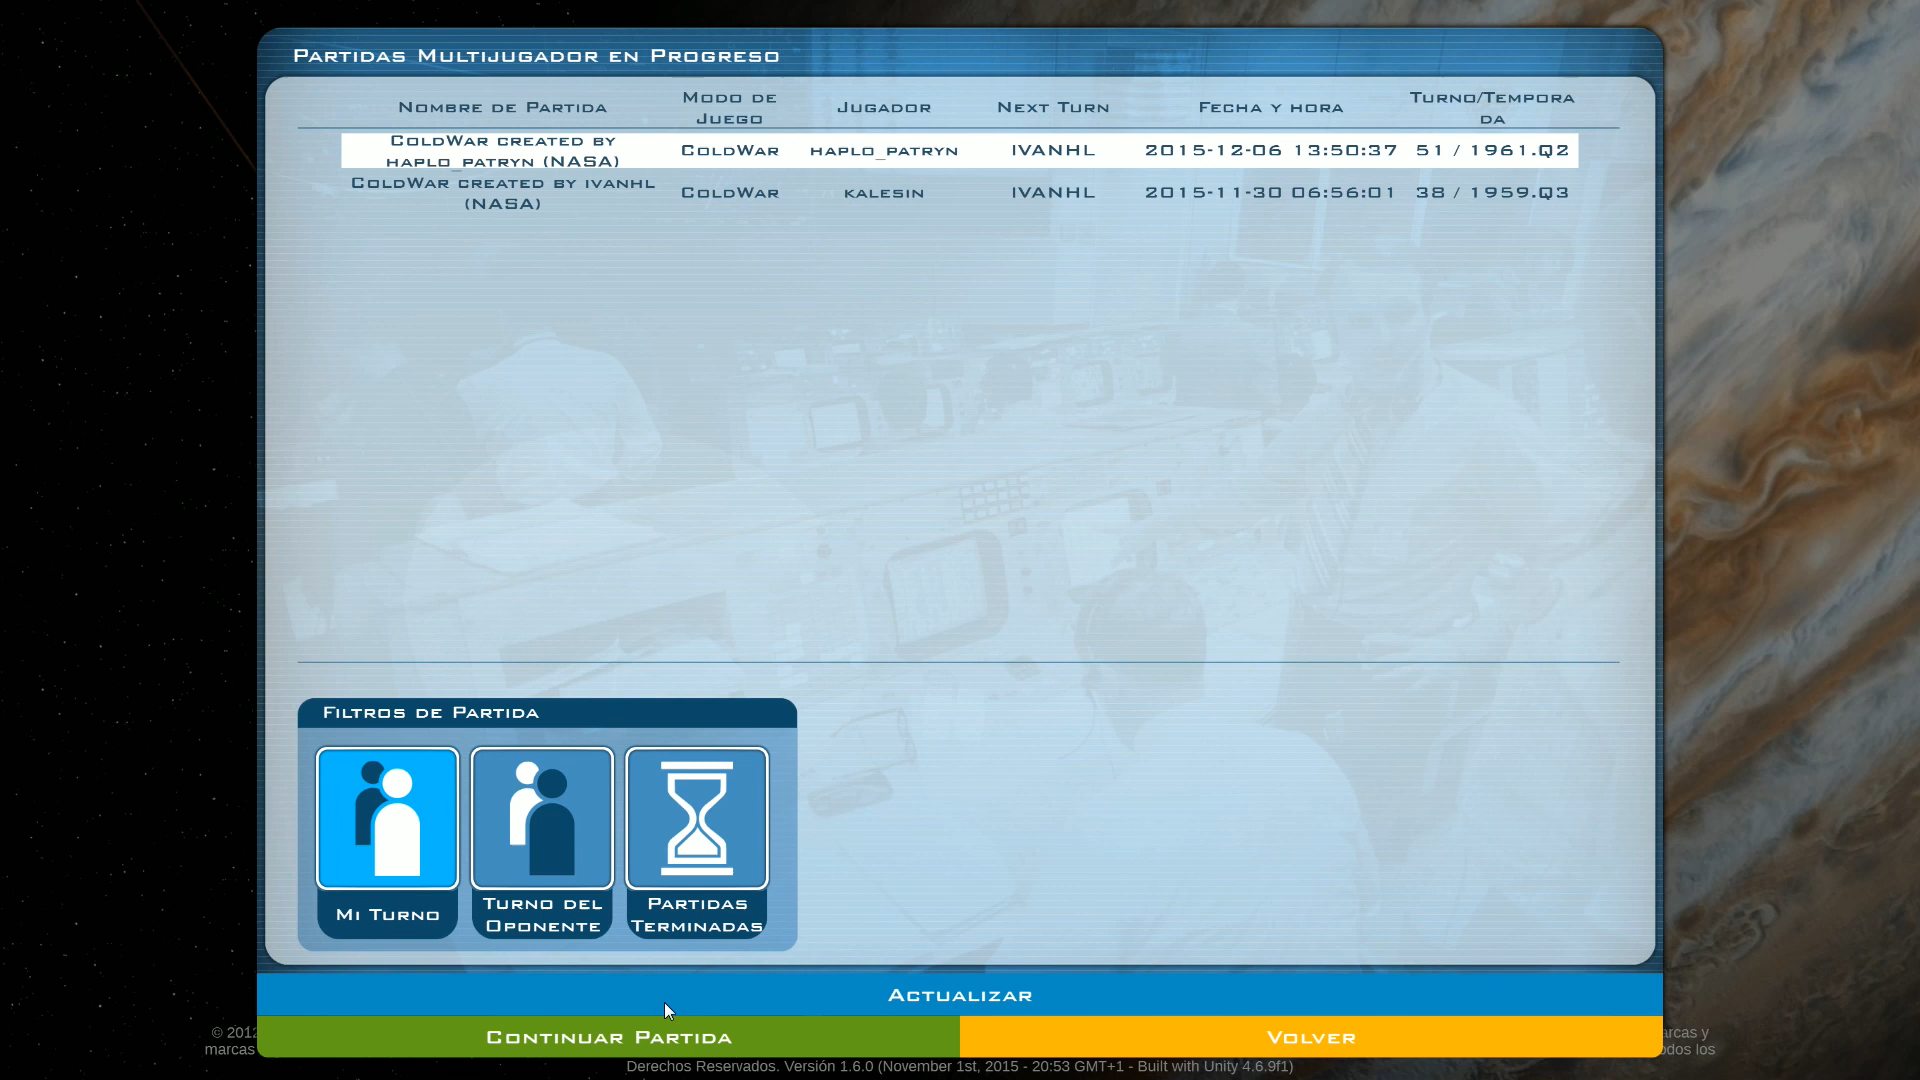 Partidas Multijugador en Progreso
Nombre de Partida
Modo de
Juego
Jugador
Next Turn
Fecha y hora
Turno/Tempora
da
ColdWar created by
haplo_patryn (NASA)
ColdWar
haplo_patryn
IVANHL
2015-12-06 13:50:37
51 / 1961.Q2
ColdWar created by ivanhl
(NASA)
ColdWar
kalesin
IVANHL
2015-11-30 06:56:01
38 / 1959.Q3
Filtros de Partida
Mi Turno
Turno del
Oponente
Partidas
Terminadas
Actualizar
Continuar Partida
Volver
© 2012
marcas
arcas y
odos los
Derechos Reservados. Versión 1.6.0 (November 1st, 2015 - 20:53 GMT+1 - Built with Unity 4.6.9f1)